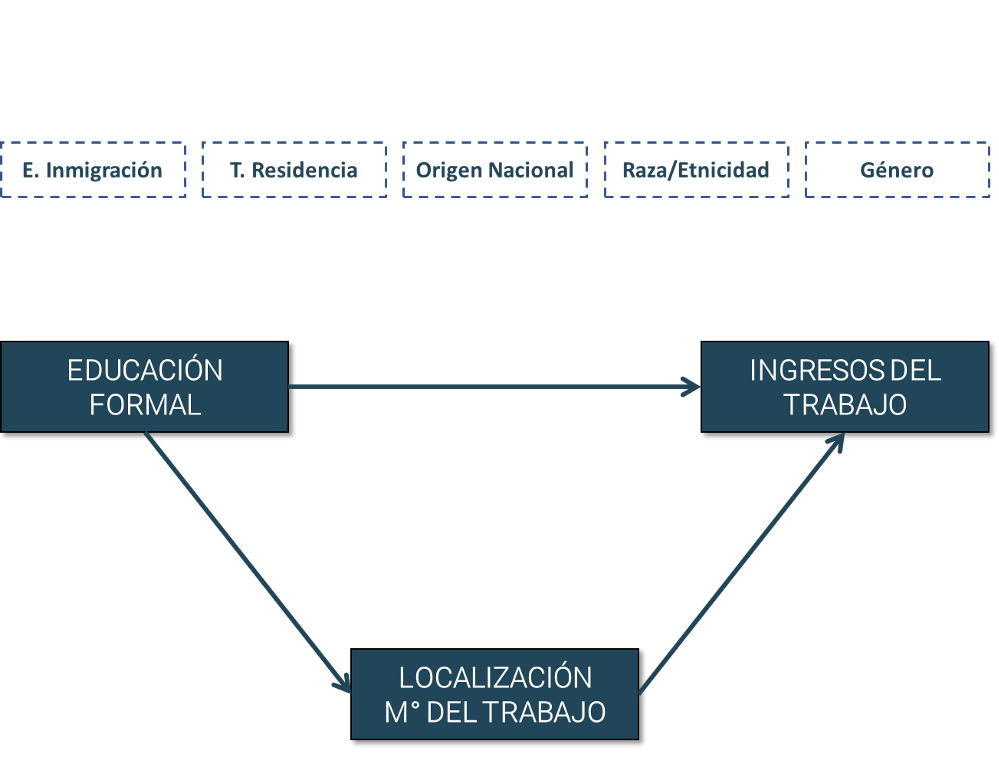 E. Inmigración
T. Residencia
Origen Nacional
Raza/Etnicidad
Género
EDUCACIÓN
FORMAL
INGRESOS DEL
TRABAJO
LOCALIZACIÓN
M° DEL TRABAJO